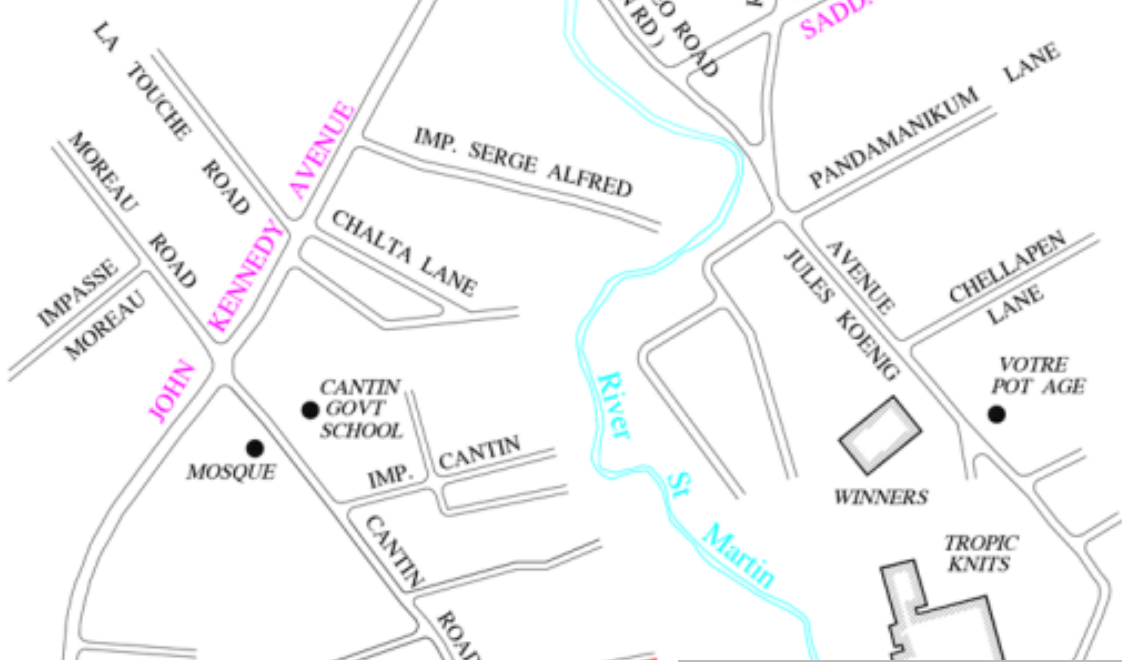 LA TOUCHE ROAD
MOREAU ROAD
IMPASSE
MOREAU
JOHN KENNEDY AVENUE
IMP. SERGE ALFRED
CHALTA LANE
ROAD
RD)
SADD
PANDAMANIKUM LANE
AVENUE
JULES KOENIG
CHELLAPEN
LANE
VOTRE
POT AGE
CANTIN
GOVT
SCHOOL
MOSQUE
IMP. CANTIN
CANTIN ROAD
River St Martin
WINNERS
TROPIC
KNITS